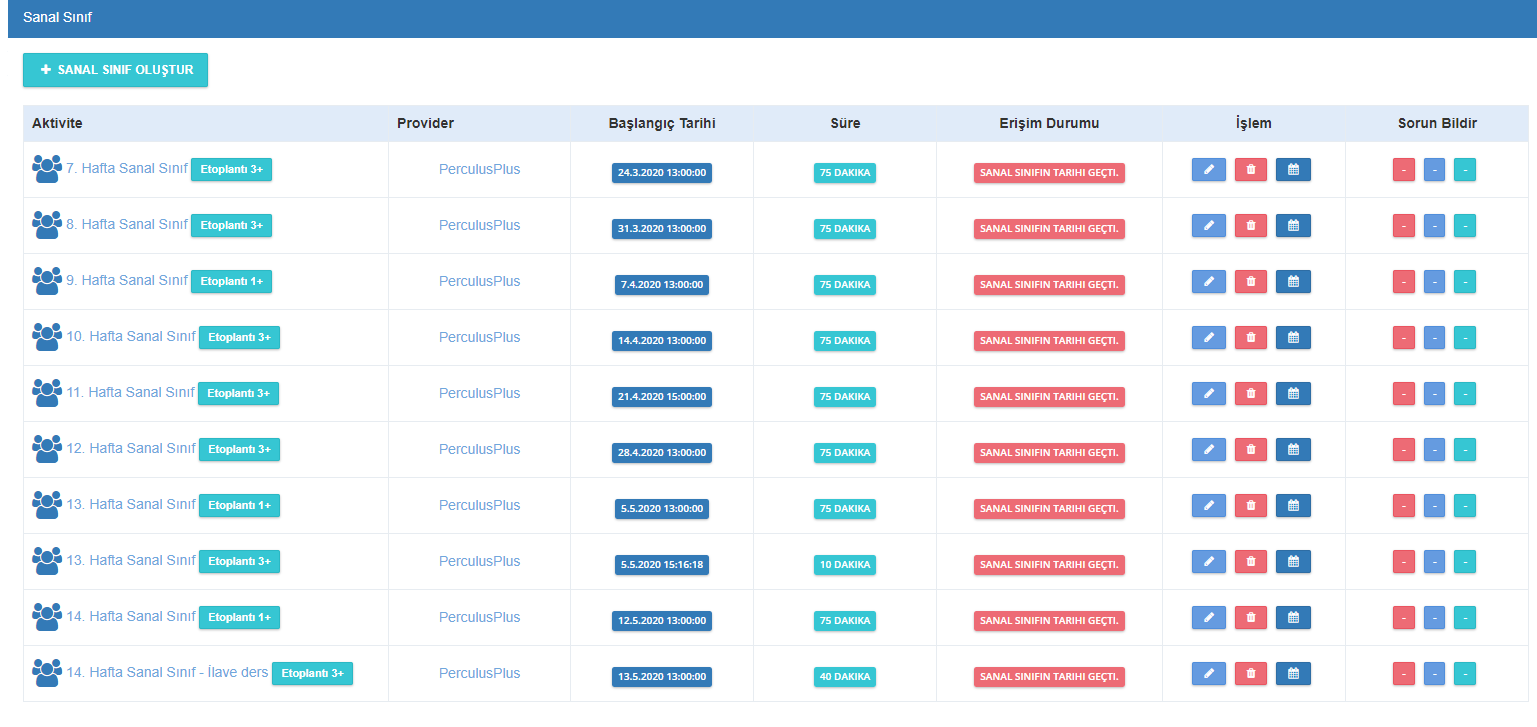 Sanal Sınıf
+ SANAL SINIF OLUŞTUR
Aktivite Provider Başlangıç Tarihi Süre Erişim Durumu İşlem Sorun Bildir
7. Hafta Sanal Sınıf Etoplantı 3+ PerculusPlus 24.3.2020 13:00:00 75 DAKIKA SANAL SINIFIN TARIHI GEÇTI. - - -
8. Hafta Sanal Sınıf Etoplantı 3+ PerculusPlus 31.3.2020 13:00:00 75 DAKIKA SANAL SINIFIN TARIHI GEÇTI. - - -
9. Hafta Sanal Sınıf Etoplantı 1+ PerculusPlus 7.4.2020 13:00:00 75 DAKIKA SANAL SINIFIN TARIHI GEÇTI. - - -
10. Hafta Sanal Sınıf Etoplantı 3+ PerculusPlus 14.4.2020 13:00:00 75 DAKIKA SANAL SINIFIN TARIHI GEÇTI. - - -
11. Hafta Sanal Sınıf Etoplantı 3+ PerculusPlus 21.4.2020 15:00:00 75 DAKIKA SANAL SINIFIN TARIHI GEÇTI. - - -
12. Hafta Sanal Sınıf Etoplantı 3+ PerculusPlus 28.4.2020 13:00:00 75 DAKIKA SANAL SINIFIN TARIHI GEÇTI. - - -
13. Hafta Sanal Sınıf Etoplantı 1+ PerculusPlus 5.5.2020 13:00:00 75 DAKIKA SANAL SINIFIN TARIHI GEÇTI. - - -
13. Hafta Sanal Sınıf Etoplantı 3+ PerculusPlus 5.5.2020 15:16:18 10 DAKIKA SANAL SINIFIN TARIHI GEÇTI. - - -
14. Hafta Sanal Sınıf Etoplantı 1+ PerculusPlus 12.5.2020 13:00:00 75 DAKIKA SANAL SINIFIN TARIHI GEÇTI. - - -
14. Hafta Sanal Sınıf - İlave ders Etoplantı 3+ PerculusPlus 13.5.2020 13:00:00 40 DAKIKA SANAL SINIFIN TARIHI GEÇTI. - - -